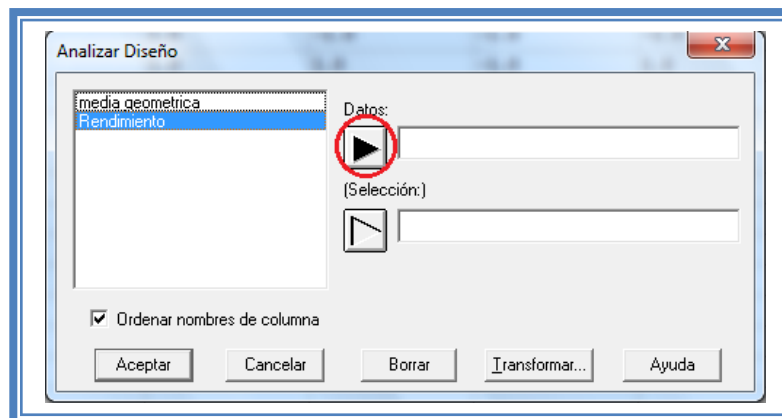 Analizar Diseño
media geometrica
Rendimiento
Datos:
(Selección:)
Ordenar nombres de columna
Aceptar
Cancelar
Borrar
Transformar...
Ayuda